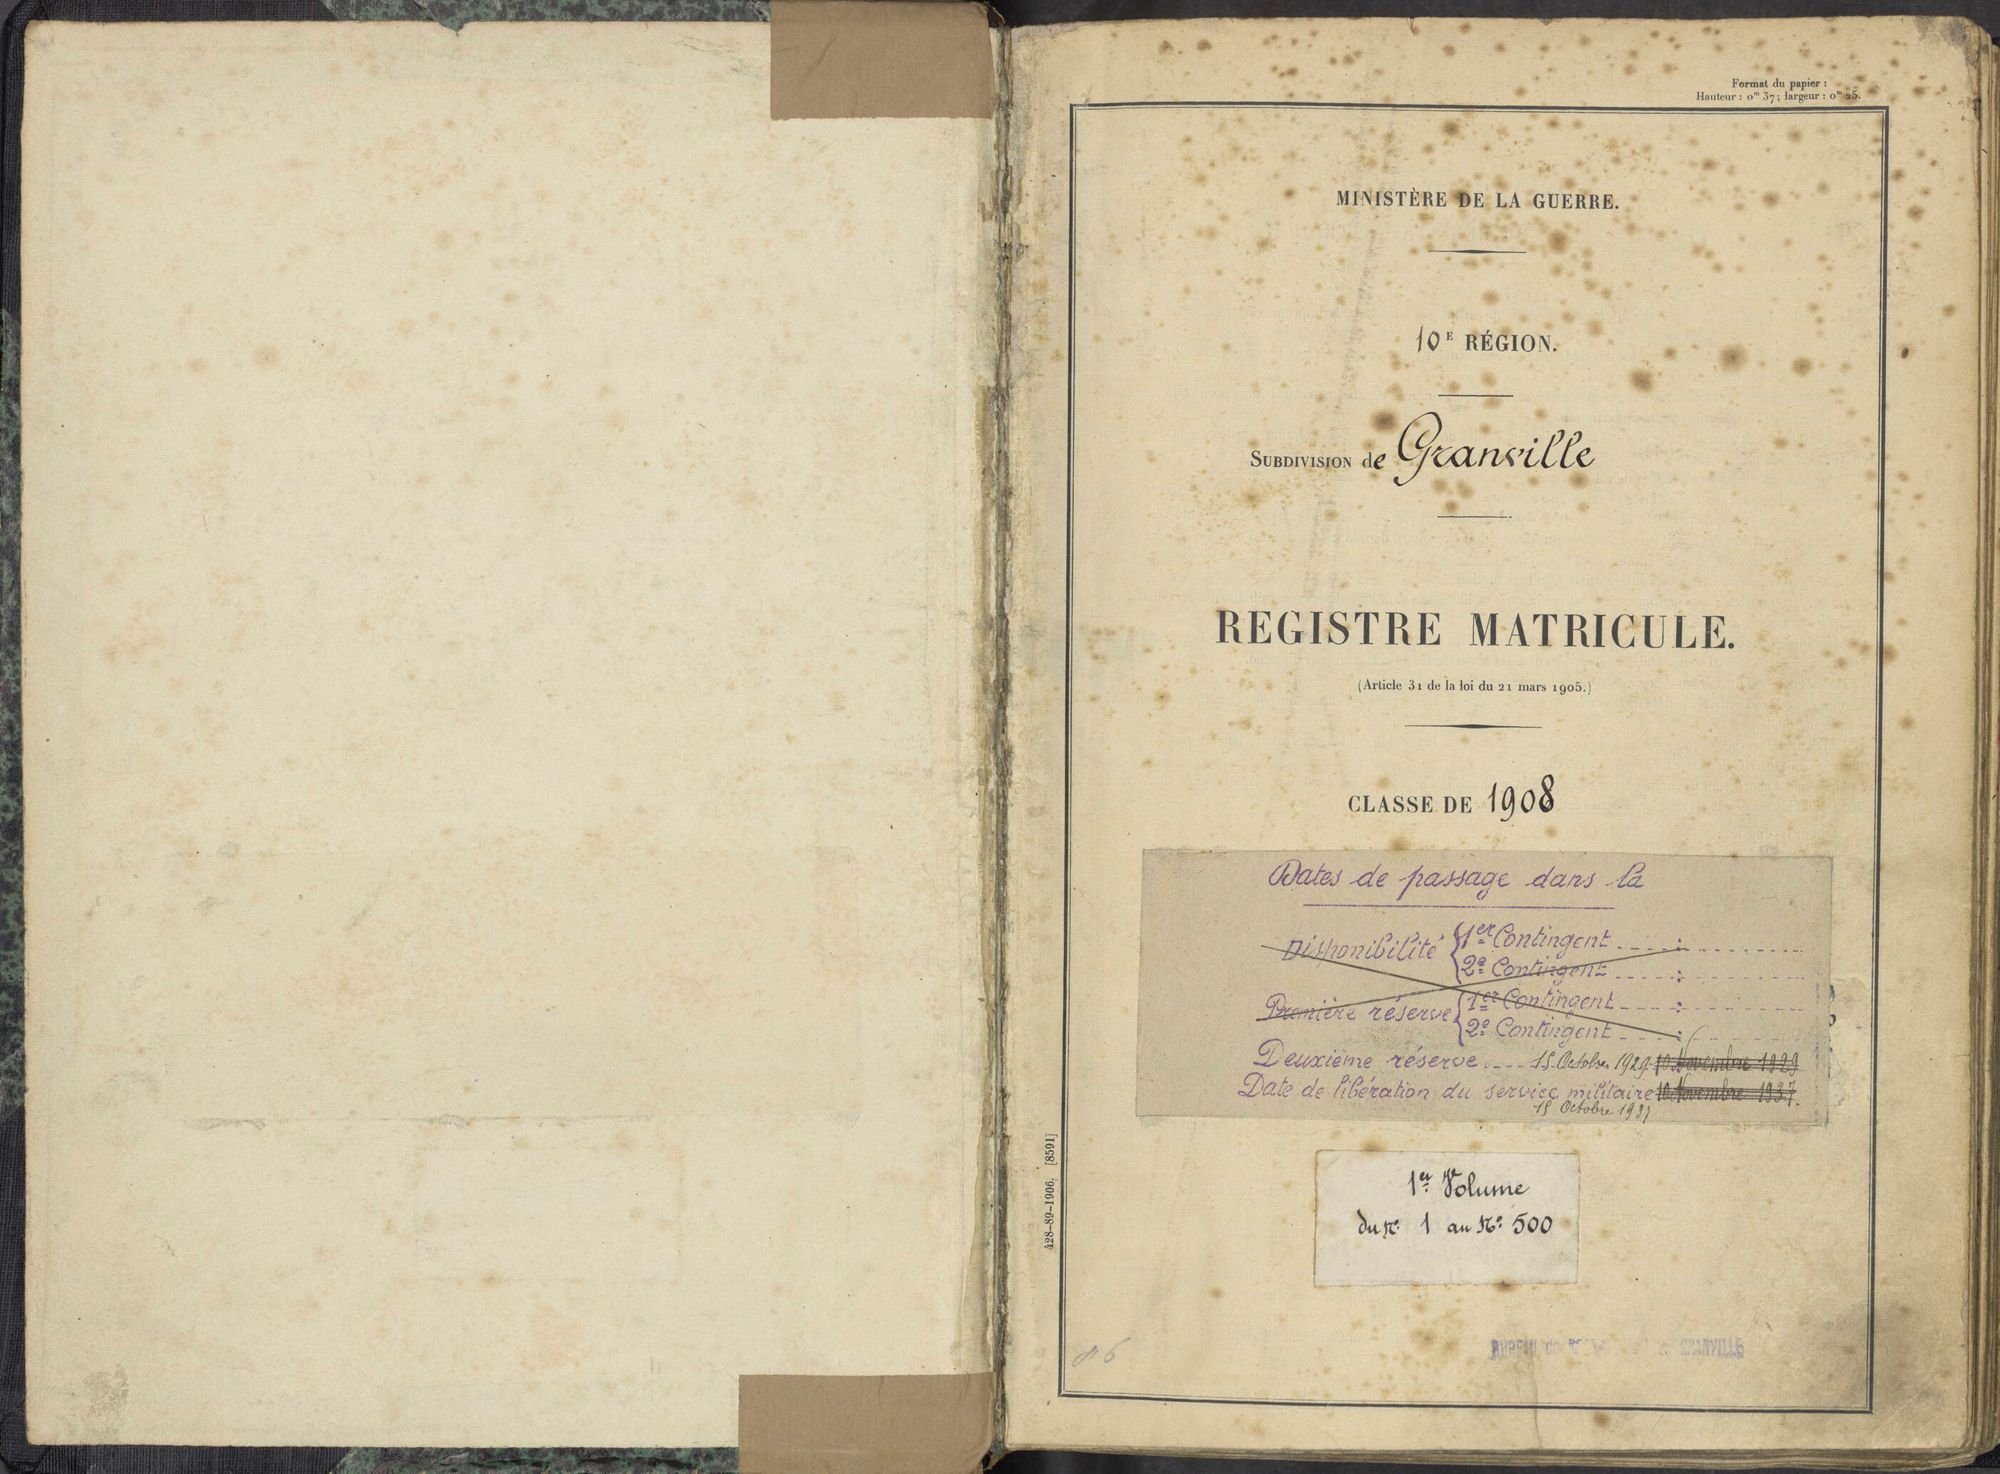 Format du papier :
Hauteur : 0m 37; largeur : 0m 25.
MINISTÈRE DE LA GUERRE.
10E RÉGION.
SUBDIVISION de Granville
REGISTRE MATRICULE.
(Article 31 de la loi du 21 mars 1905.)
CLASSE DE 1908
Dates de passage dans la
Disponibilité { 1er Contingent ---- : --------
2e Contingent ---- : --------
Première réserve { 1er Contingent ---- : --------
2e Contingent ---- : --------
Deuxième réserve ---- 15 Octobre 1929 10 Novembre 1929
Date de libération du service militaire 10 Novembre 1937.
15 Octobre 1937
1er Volume
du No 1 au No 500
428-89-1906. [8591]
BUREAU DE GRANVILLE